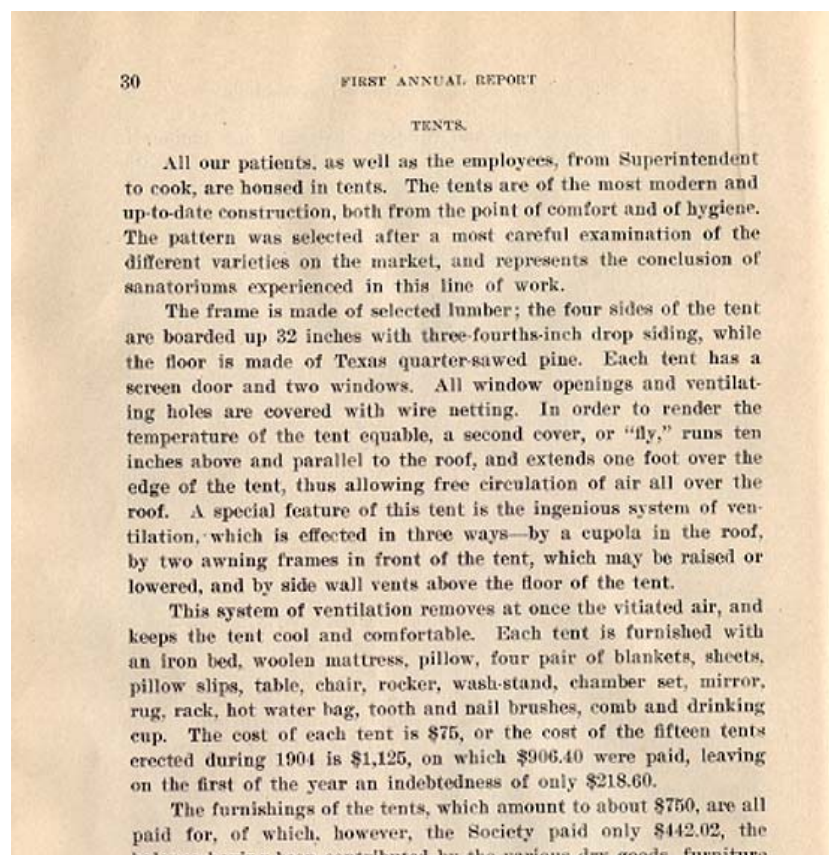 30 FIRST ANNUAL REPORT
TENTS.
All our patients, as well as the employees, from Superintendent
to cook, are housed in tents. The tents are of the most modern and
up-to-date construction, both from the point of comfort and of hygiene.
The pattern was selected after a most careful examination of the
different varieties on the market, and represents the conclusion of
sanatoriums experienced in this line of work.
The frame is made of selected lumber; the four sides of the tent
are boarded up 32 inches with three-fourths-inch drop siding, while
the floor is made of Texas quarter-sawed pine. Each tent has a
screen door and two windows. All window openings and ventilat-
ing holes are covered with wire netting. In order to render the
temperature of the tent equable, a second cover, or "fly," runs ten
inches above and parallel to the roof, and extends one foot over the
edge of the tent, thus allowing free circulation of air all over the
roof. A special feature of this tent is the ingenious system of ven-
tilation, which is effected in three ways—by a cupola in the roof,
by two awning frames in front of the tent, which may be raised or
lowered, and by side wall vents above the floor of the tent.
This system of ventilation removes at once the vitiated air, and
keeps the tent cool and comfortable. Each tent is furnished with
an iron bed, woolen mattress, pillow, four pair of blankets, sheets,
pillow slips, table, chair, rocker, wash-stand, chamber set, mirror,
rug, rack, hot water bag, tooth and nail brushes, comb and drinking
cup. The cost of each tent is $75, or the cost of the fifteen tents
erected during 1904 is $1,125, on which $906.40 were paid, leaving
on the first of the year an indebtedness of only $218.60.
The furnishings of the tents, which amount to about $750, are all
paid for, of which, however, the Society paid only $442.02, the